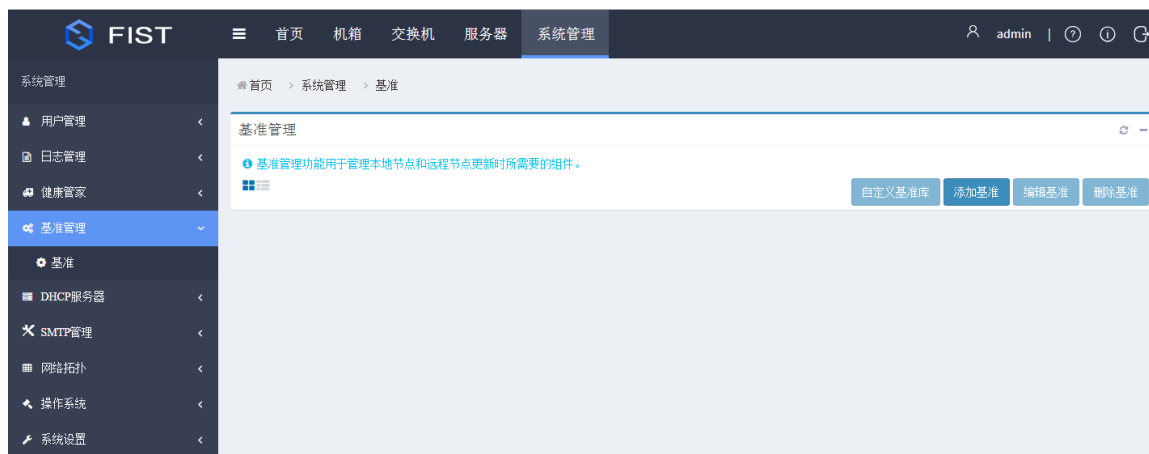 FIST 首页 机箱 交换机 服务器 系统管理 admin |
系统管理
首页 > 系统管理 > 基准
用户管理
日志管理
健康管家
基准管理
基准
DHCP服务器
SMTP管理
网络拓扑
操作系统
系统设置
基准管理
基准管理功能用于管理本地节点和远程节点更新时所需要的组件。
自定义基准库 添加基准 编辑基准 删除基准